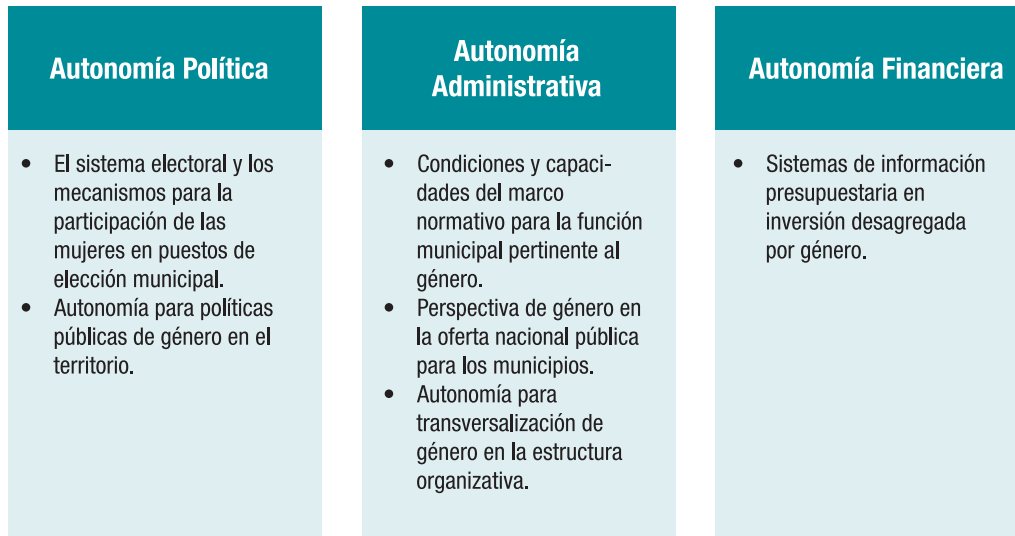 Autonomía Política
• El sistema electoral y los
mecanismos para la
participación de las
mujeres en puestos de
elección municipal.
• Autonomía para políticas
públicas de género en el
territorio.
Autonomía
Administrativa
• Condiciones y capaci-
dades del marco
normativo para la función
municipal pertinente al
género.
• Perspectiva de género en
la oferta nacional pública
para los municipios.
• Autonomía para
transversalización de
género en la estructura
organizativa.
Autonomía Financiera
• Sistemas de información
presupuestaria en
inversión desagregada
por género.